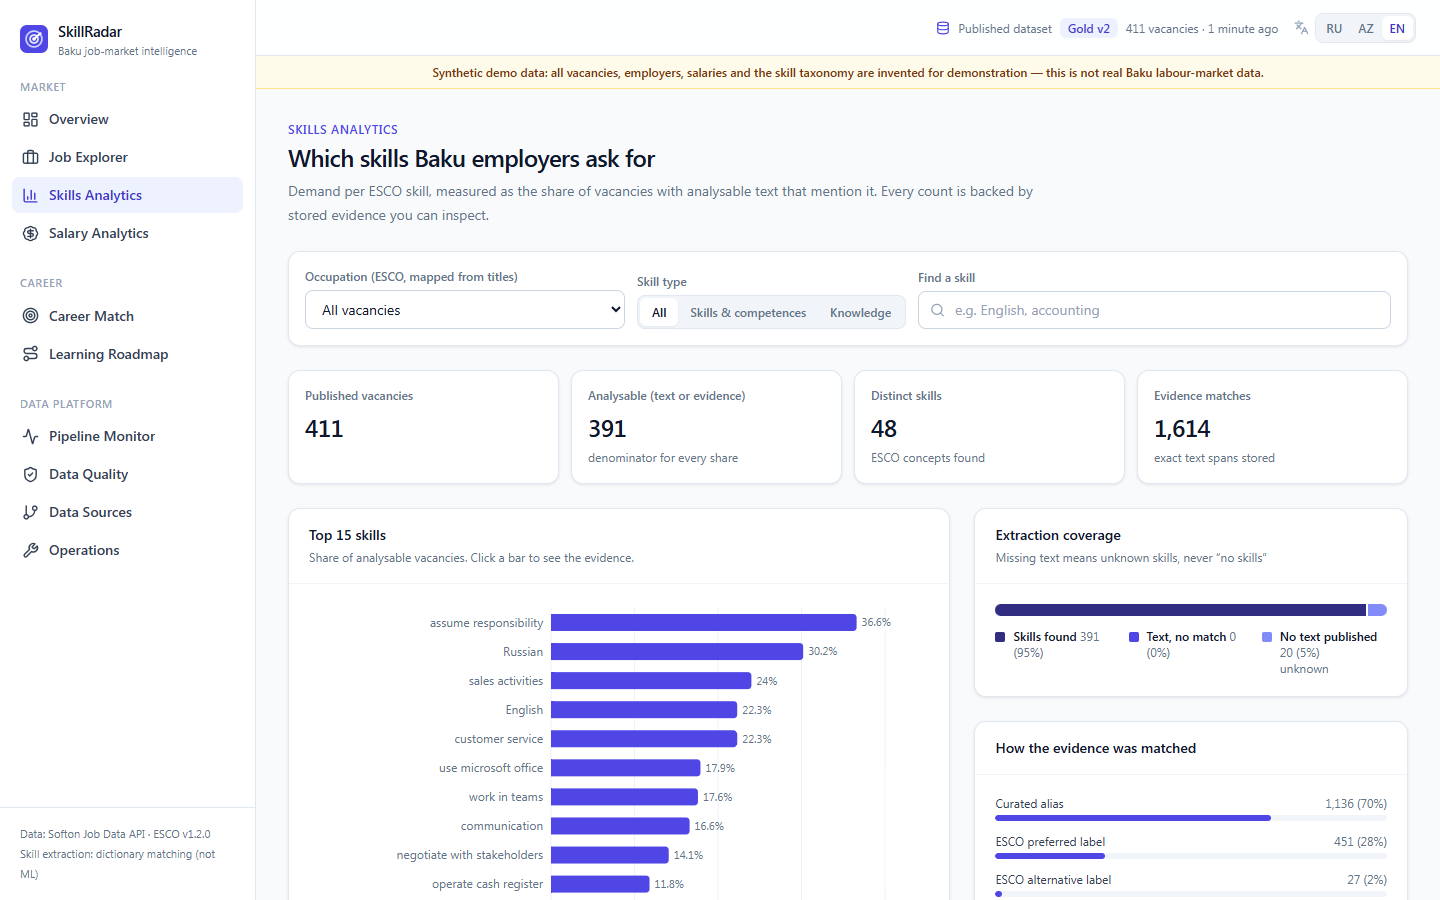 SkillRadar
Baku job-market intelligence
MARKET
Overview
Job Explorer
Skills Analytics
Salary Analytics
CAREER
Career Match
Learning Roadmap
DATA PLATFORM
Pipeline Monitor
Data Quality
Data Sources
Operations
Data: Softon Job Data API · ESCO v1.2.0
Skill extraction: dictionary matching (not
ML)
Published dataset Gold v2 411 vacancies · 1 minute ago RU AZ EN
Synthetic demo data: all vacancies, employers, salaries and the skill taxonomy are invented for demonstration — this is not real Baku labour-market data.
SKILLS ANALYTICS
Which skills Baku employers ask for
Demand per ESCO skill, measured as the share of vacancies with analysable text that mention it. Every count is backed by
stored evidence you can inspect.
Occupation (ESCO, mapped from titles)
All vacancies
Skill type
All Skills & competences Knowledge
Find a skill
e.g. English, accounting
Published vacancies
411
Analysable (text or evidence)
391
denominator for every share
Distinct skills
48
ESCO concepts found
Evidence matches
1,614
exact text spans stored
Top 15 skills
Share of analysable vacancies. Click a bar to see the evidence.
assume responsibility 36.6%
Russian 30.2%
sales activities 24%
English 22.3%
customer service 22.3%
use microsoft office 17.9%
work in teams 17.6%
communication 16.6%
negotiate with stakeholders 14.1%
operate cash register 11.8%
Extraction coverage
Missing text means unknown skills, never “no skills”
Skills found 391
(95%)
Text, no match 0
(0%)
No text published
20 (5%)
unknown
How the evidence was matched
Curated alias 1,136 (70%)
ESCO preferred label 451 (28%)
ESCO alternative label 27 (2%)